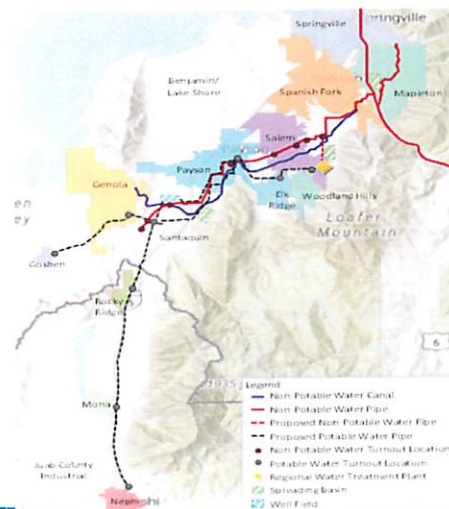 Springville
Springville
Benjamin/
Lake Shore
Spanish Fork
Mapleton
Salem
Payson
Payson
Genola
Elk
Ridge
Woodland Hills
Loafer
Mountain
Santaquin
Goshen
Rocky
Ridge
6
Mona
Juab County
Industrial
Nephi
Legend
Non-Potable Water Canal
Non-Potable Water Pipe
Proposed Non-Potable Water Pipe
Proposed Potable Water Pipe
Non-Potable Water Turnout Location
Potable Water Turnout Location
Regional Water Treatment Plant
Spreading Basin
Well Field